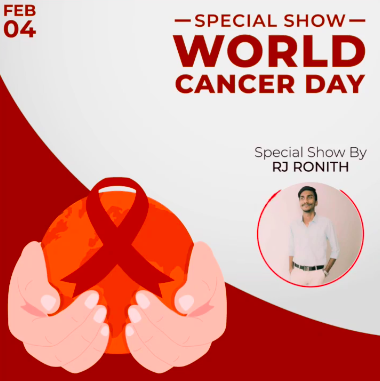 FEB
04
SPECIAL SHOW
WORLD
CANCER DAY
Special Show By
RJ RONITH